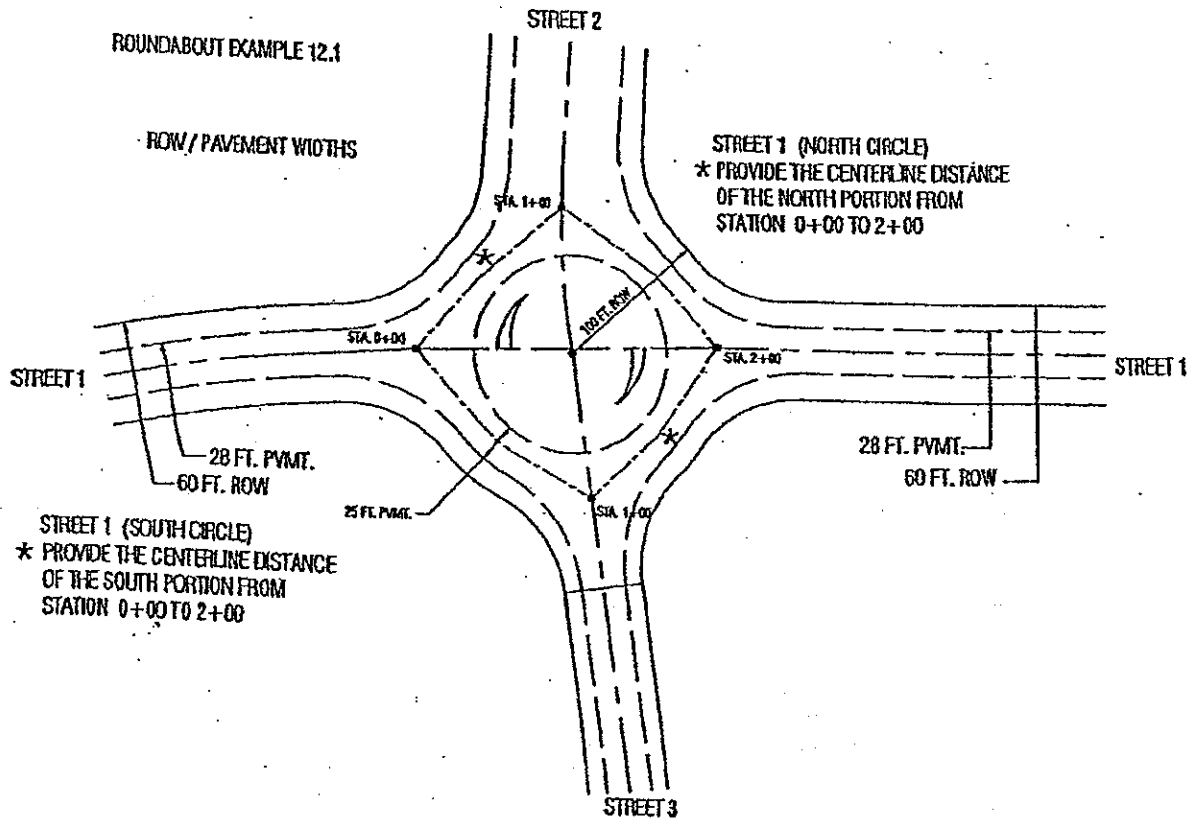 STREET 2
ROUNDABOUT EXAMPLE 12.1
ROW/ PAVEMENT WIDTHS
STREET 1 (NORTH CIRCLE)
* PROVIDE THE CENTERLINE DISTANCE
OF THE NORTH PORTION FROM
STATION 0+00 TO 2+00
STA. 1+00
*
100 FT. ROW
STA. 0+00
STA. 2+00
STREET 1
STREET 1
*
28 FT. PVMT.
60 FT. ROW
28 FT. PVMT.
60 FT. ROW
25 FT. PVMT.
STA. 1+00
STREET 1 (SOUTH CIRCLE)
* PROVIDE THE CENTERLINE DISTANCE
OF THE SOUTH PORTION FROM
STATION 0+00 TO 2+00
STREET 3